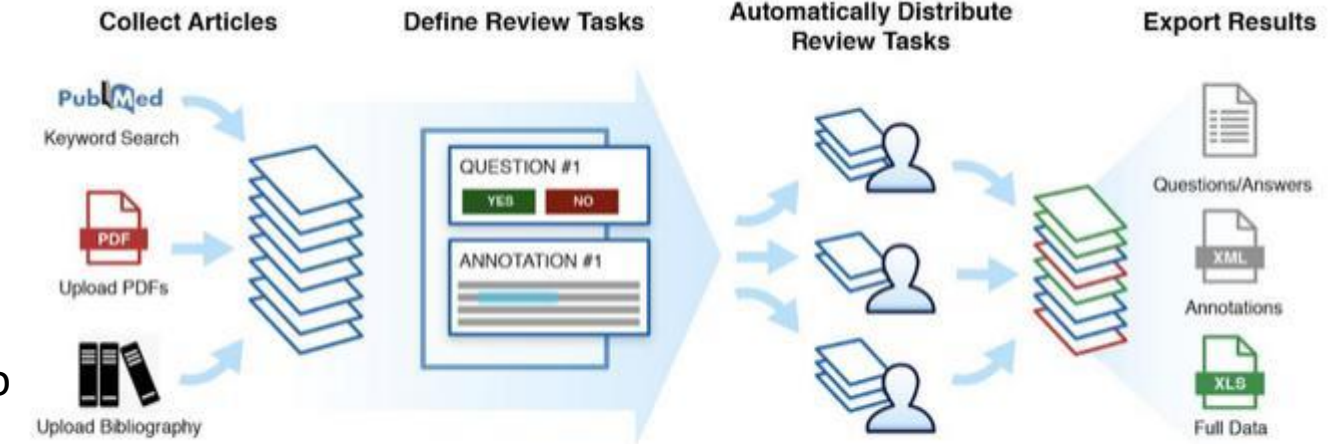 Collect Articles
Define Review Tasks
Automatically Distribute
Review Tasks
Export Results
PubMed
Keyword Search
PDF
Upload PDFs
Upload Bibliography
QUESTION #1
YES NO
ANNOTATION #1
Questions/Answers
XML
Annotations
XLS
Full Data